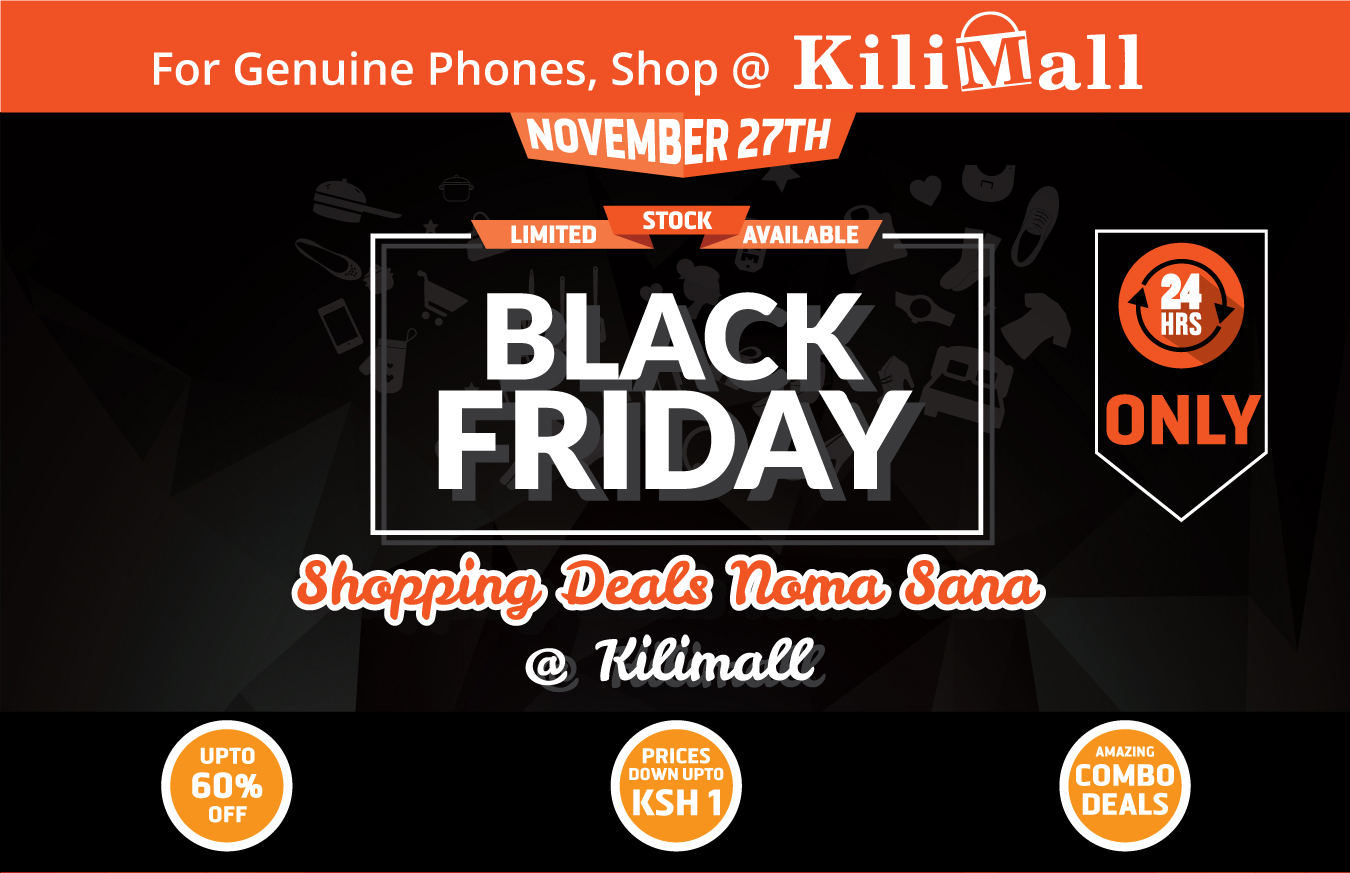 For Genuine Phones, Shop @ KiliMall
NOVEMBER 27TH
LIMITED STOCK AVAILABLE
BLACK
FRIDAY
24
HRS
ONLY
Shopping Deals Noma Sana
@ Kilimall
UPTO
60%
OFF
PRICES
DOWN UPTO
KSH 1
AMAZING
COMBO
DEALS